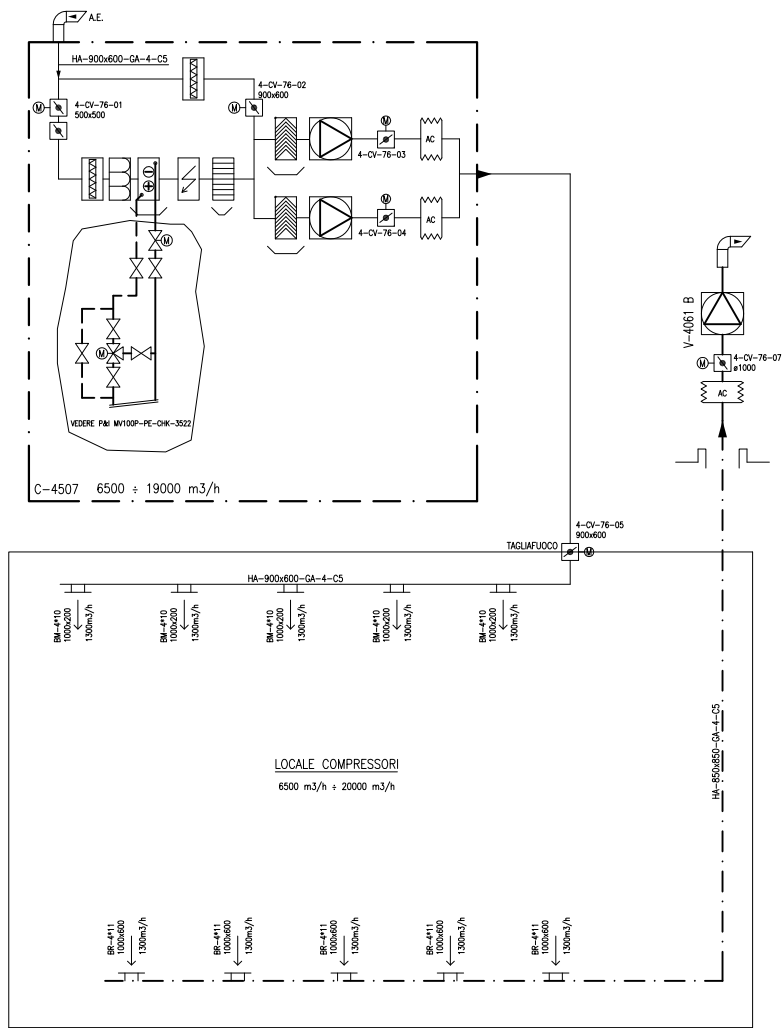 A.E.
HA-900x600-GA-4-C5
4-CV-76-01
500x500
M
4-CV-76-02
900x600
M
M
4-CV-76-03
AC
M
4-CV-76-04
AC
M
M
VEDERE P&I MV100P-PE-CHK-3522
C-4507 6500 ÷ 19000 m3/h
V-4061 B
M
4-CV-76-07
ø1000
AC
4-CV-76-05
900x600
TAGLIAFUOCO
M
HA-900x600-GA-4-C5
BM-4*10
1000x200
1300m3/h
BM-4*10
1000x200
1300m3/h
BM-4*10
1000x200
1300m3/h
BM-4*10
1000x200
1300m3/h
BM-4*10
1000x200
1300m3/h
HA-850x850-GA-4-C5
LOCALE COMPRESSORI
6500 m3/h ÷ 20000 m3/h
BR-4*11
1000x600
1300m3/h
BR-4*11
1000x600
1300m3/h
BR-4*11
1000x600
1300m3/h
BR-4*11
1000x600
1300m3/h
BR-4*11
1000x600
1300m3/h